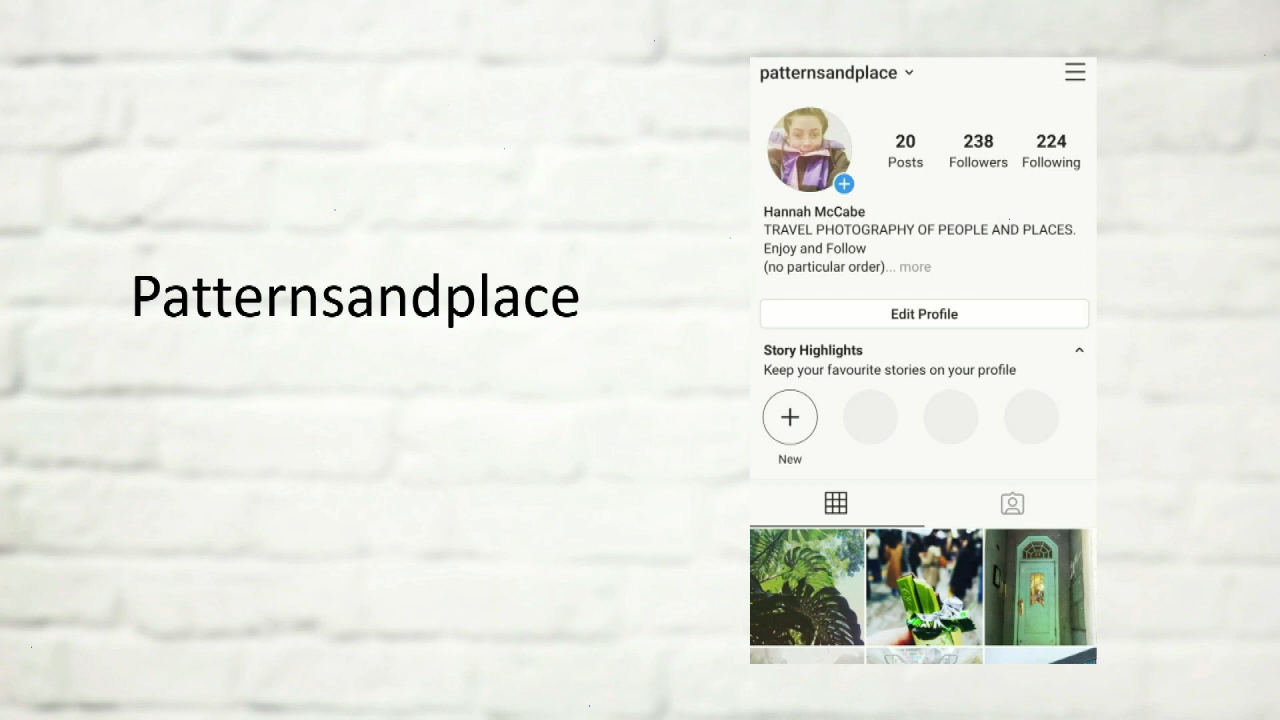 Patternsandplace
patternsandplace
20 238 224
Posts Followers Following
Hannah McCabe
TRAVEL PHOTOGRAPHY OF PEOPLE AND PLACES.
Enjoy and Follow
(no particular order)... more
Edit Profile
Story Highlights
Keep your favourite stories on your profile
New